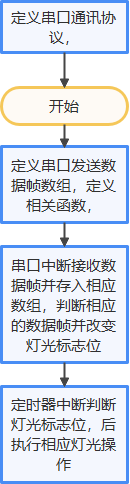 定义串口通讯协
议，
开始
定义串口发送数
据帧数组，定义
相关函数，
串口中断接收数
据帧并存入相应
数组，判断相应
的数据帧并改变
灯光标志位
定时器中断判断
灯光标志位，后
执行相应灯光操
作